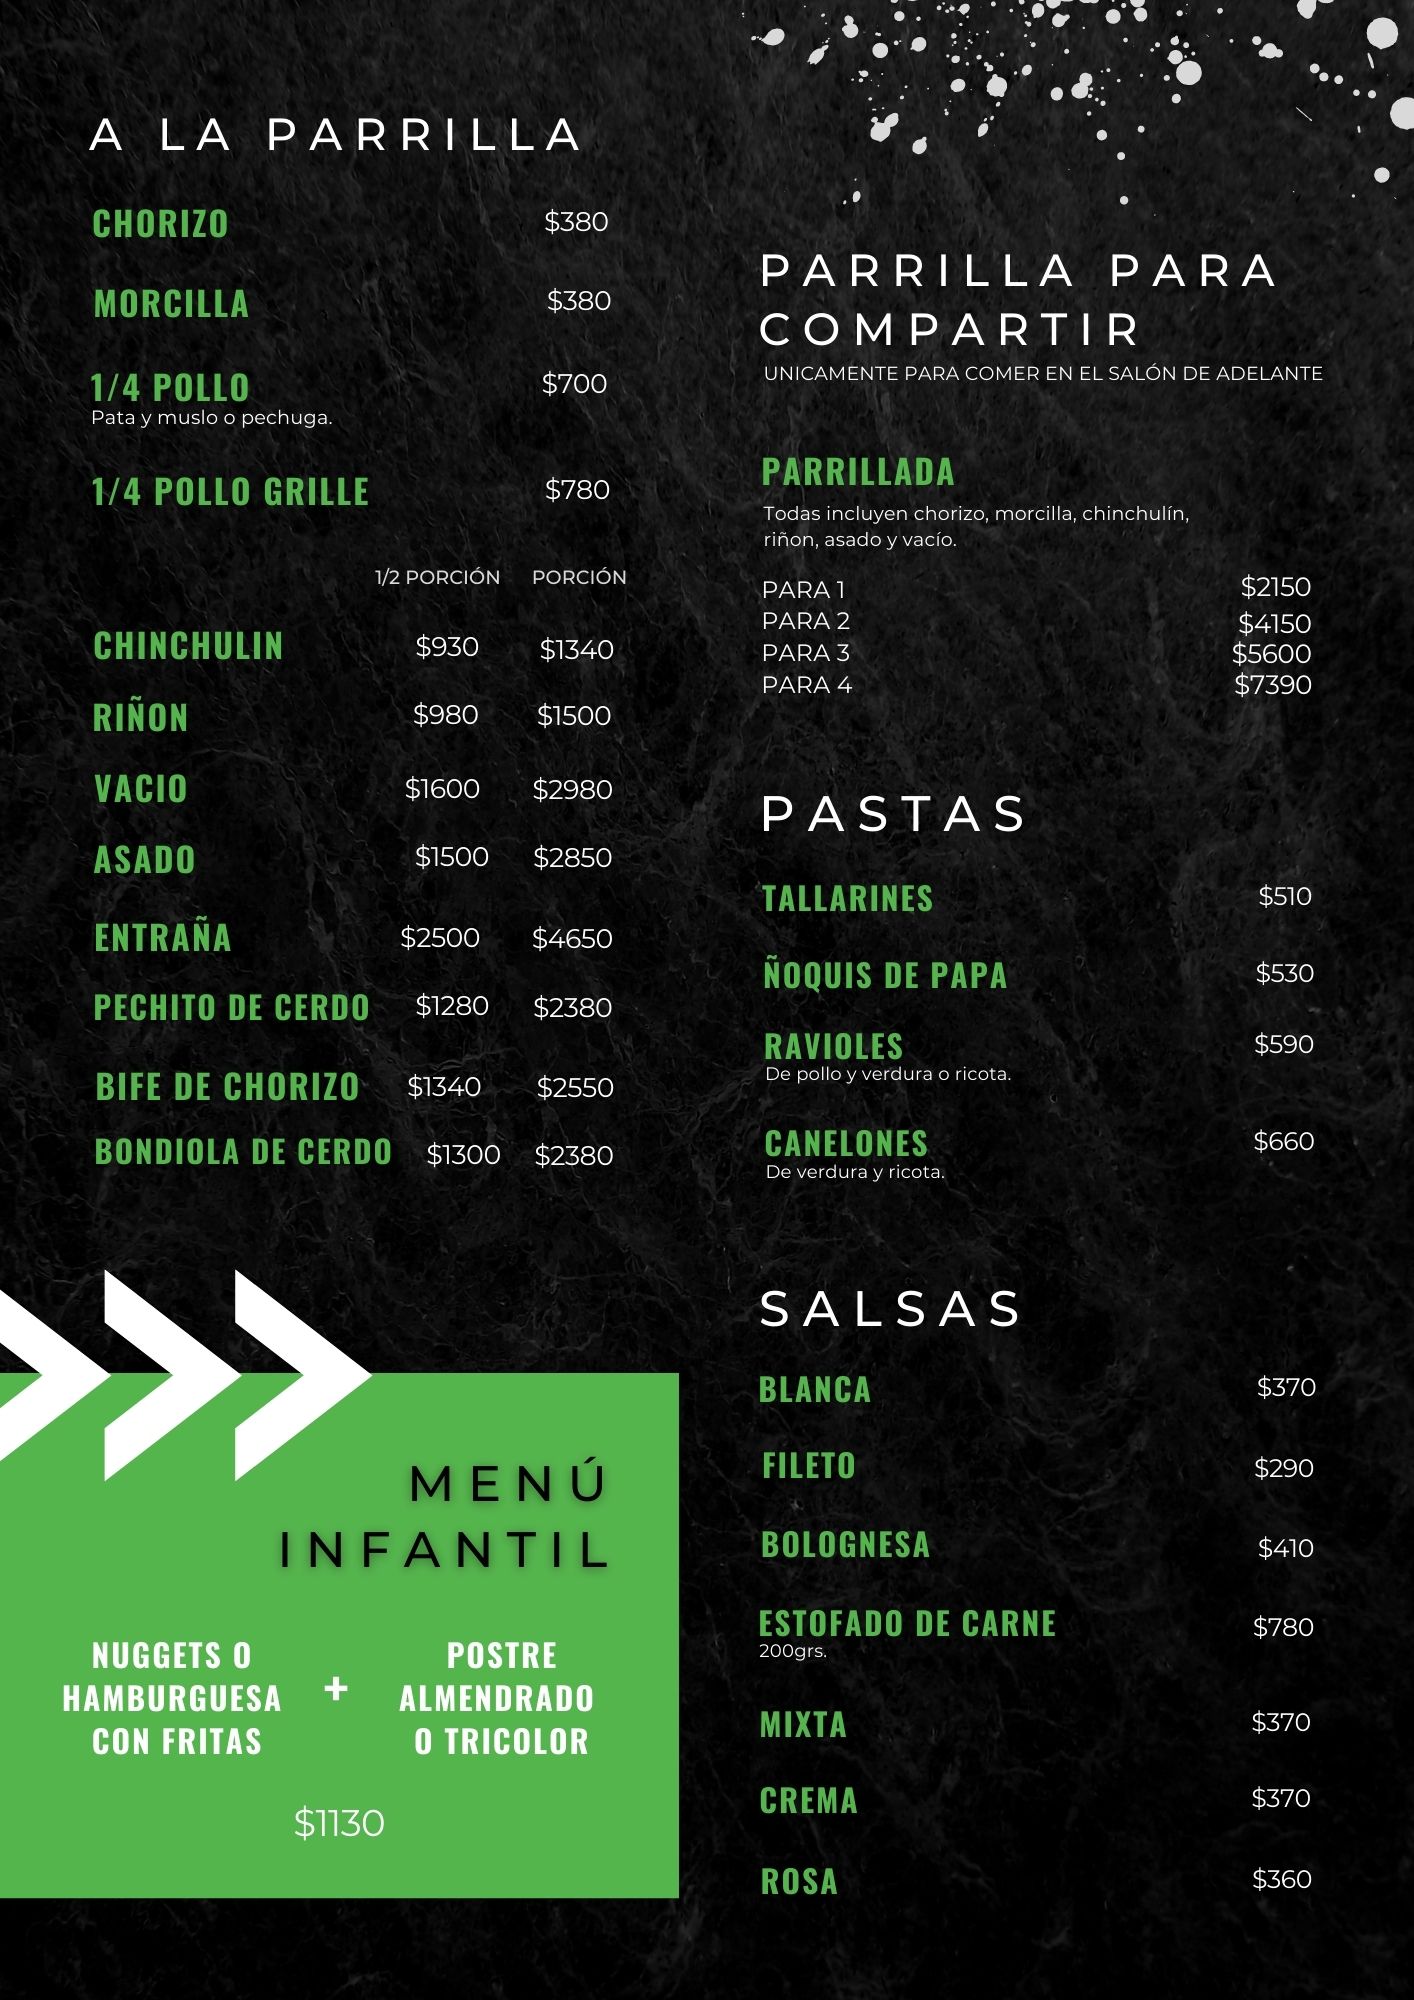 A LA PARRILLA
CHORIZO $380
MORCILLA $380
1/4 POLLO $700
Pata y muslo o pechuga.
1/4 POLLO GRILLE $780
1/2 PORCIÓN PORCIÓN
CHINCHULIN $930 $1340
RIÑON $980 $1500
VACIO $1600 $2980
ASADO $1500 $2850
ENTRAÑA $2500 $4650
PECHITO DE CERDO $1280 $2380
BIFE DE CHORIZO $1340 $2550
BONDIOLA DE CERDO $1300 $2380
MENÚ
INFANTIL
NUGGETS O
HAMBURGUESA
CON FRITAS
+
POSTRE
ALMENDRADO
O TRICOLOR
$1130
PARRILLA PARA
COMPARTIR
UNICAMENTE PARA COMER EN EL SALÓN DE ADELANTE
PARRILLADA
Todas incluyen chorizo, morcilla, chinchulín,
riñon, asado y vacío.
PARA 1 $2150
PARA 2 $4150
PARA 3 $5600
PARA 4 $7390
PASTAS
TALLARINES $510
ÑOQUIS DE PAPA $530
RAVIOLES $590
De pollo y verdura o ricota.
CANELONES $660
De verdura y ricota.
SALSAS
BLANCA $370
FILETO $290
BOLOGNESA $410
ESTOFADO DE CARNE $780
200grs.
MIXTA $370
CREMA $370
ROSA $360